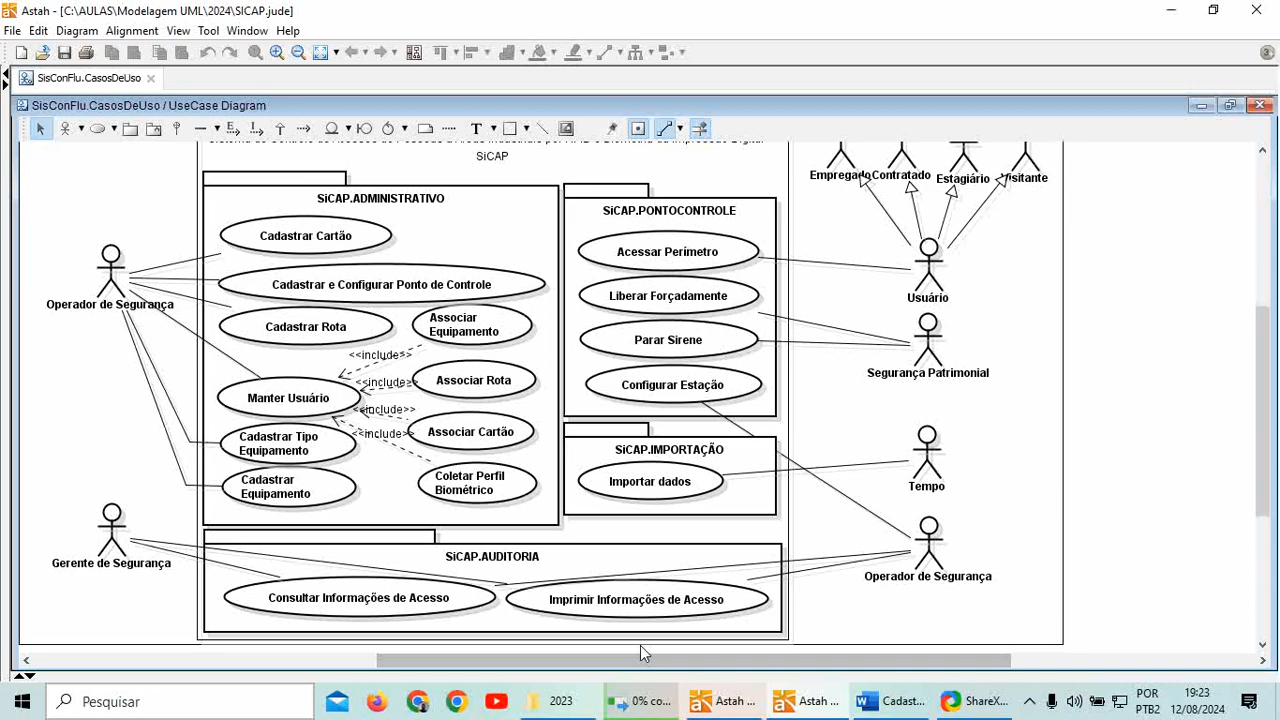 Astah - [C:\AULAS\Modelagem UML\2024\SICAP.jude]
File Edit Diagram Alignment View Tool Window Help
SisConFlu.CasosDeUso
SisConFlu.CasosDeUso / UseCase Diagram
T
SiCAP
Empregado
Contratado
Estagiário
Visitante
SiCAP.ADMINISTRATIVO
Cadastrar Cartão
Cadastrar e Configurar Ponto de Controle
Cadastrar Rota
Associar
Equipamento
<<include>>
Associar Rota
<<include>>
Manter Usuário
<<include>>
Associar Cartão
<<include>>
Cadastrar Tipo
Equipamento
Coletar Perfil
Biométrico
Cadastrar
Equipamento
SiCAP.PONTOCONTROLE
Acessar Perímetro
Liberar Forçadamente
Parar Sirene
Configurar Estação
SiCAP.IMPORTAÇÃO
Importar dados
SiCAP.AUDITORIA
Consultar Informações de Acesso
Imprimir Informações de Acesso
Operador de Segurança
Gerente de Segurança
Usuário
Segurança Patrimonial
Tempo
Operador de Segurança
Pesquisar
2023
0% co...
Astah ...
Astah ...
Cadast...
ShareX...
POR
PTB2
19:23
12/08/2024